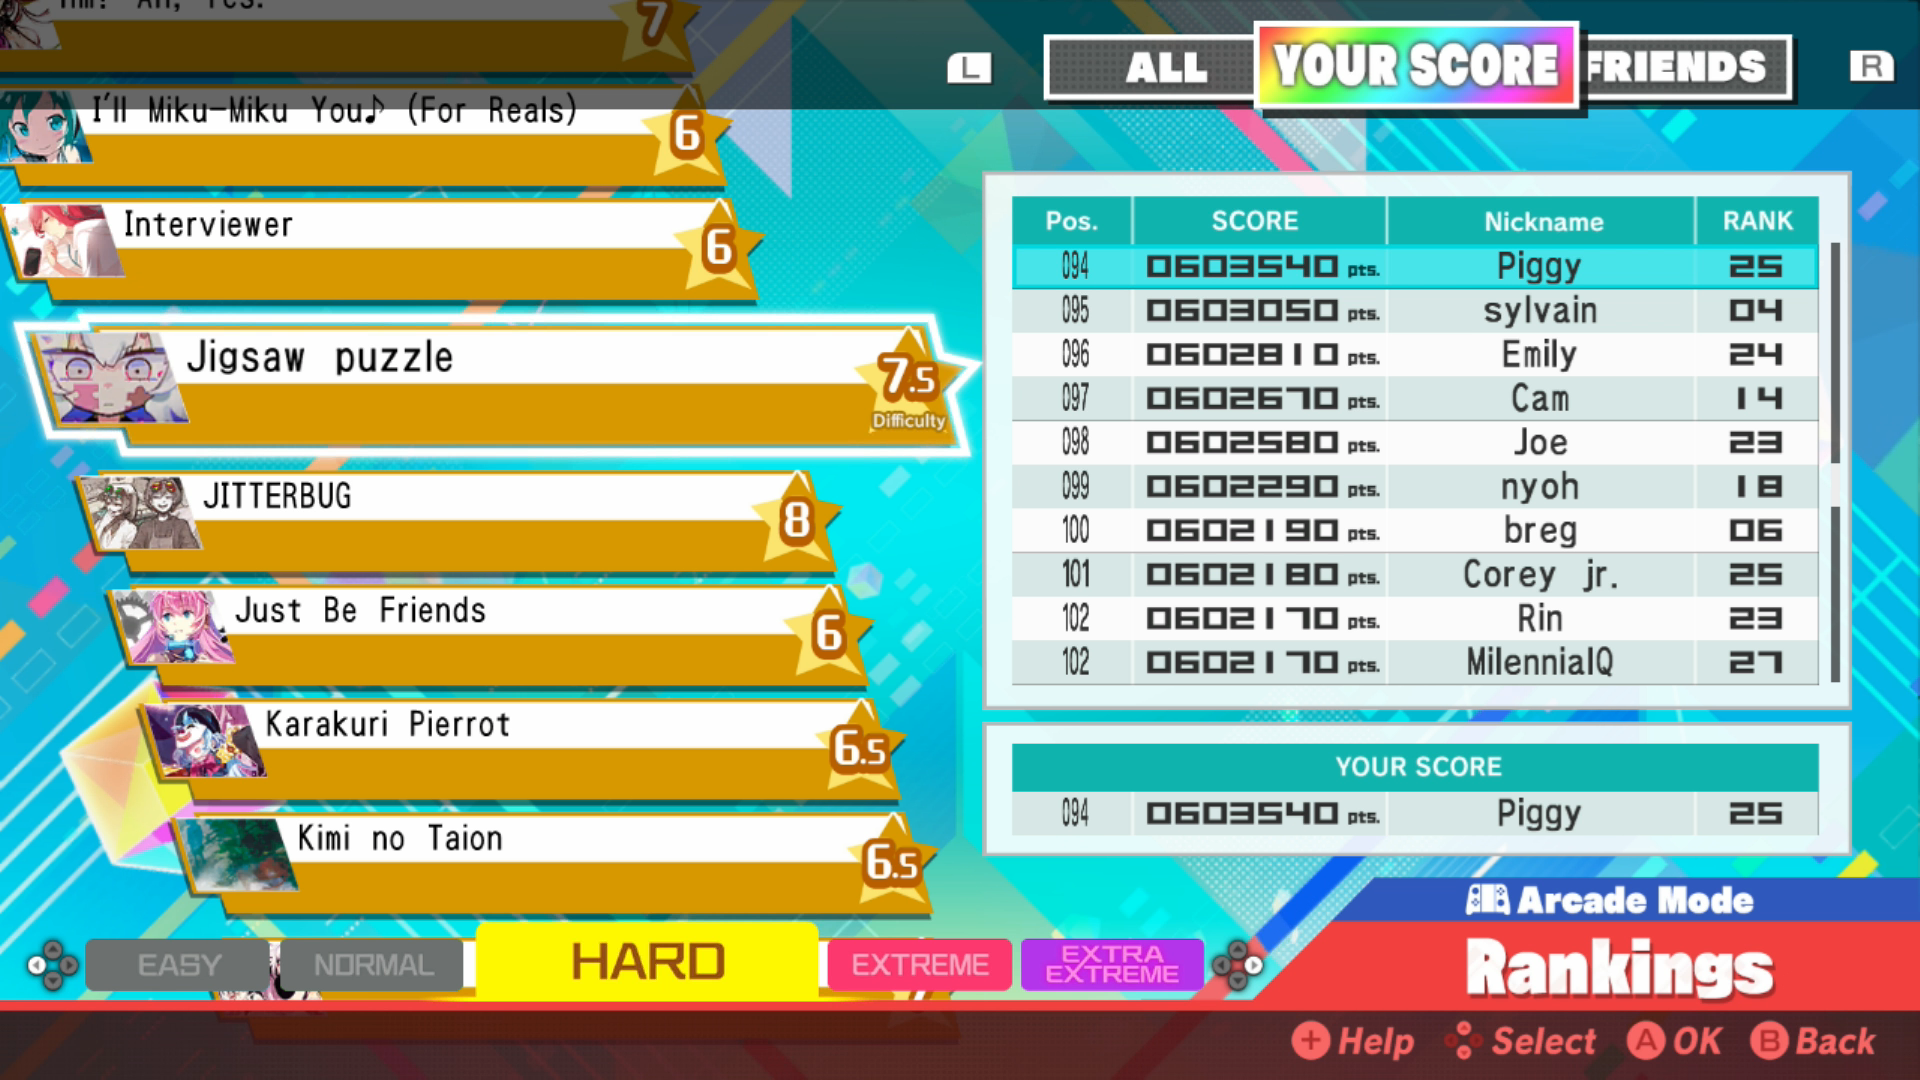 Hm? Ah, Yes.
7
I'll Miku-Miku You♪ (For Reals)
6
Interviewer
6
Jigsaw puzzle
7.5
Difficulty
JITTERBUG
8
Just Be Friends
6
Karakuri Pierrot
6.5
Kimi no Taion
6.5
L ALL YOUR SCORE FRIENDS R
Pos. SCORE Nickname RANK
094 0603540 pts. Piggy 25
095 0603050 pts. sylvain 04
096 0602810 pts. Emily 24
097 0602670 pts. Cam 14
098 0602580 pts. Joe 23
099 0602290 pts. nyoh 18
100 0602190 pts. breg 06
101 0602180 pts. Corey jr. 25
102 0602170 pts. Rin 23
102 0602170 pts. MilennialQ 27
YOUR SCORE
094 0603540 pts. Piggy 25
Arcade Mode
Rankings
EASY NORMAL HARD EXTREME EXTRA EXTREME
+ Help Select A OK B Back